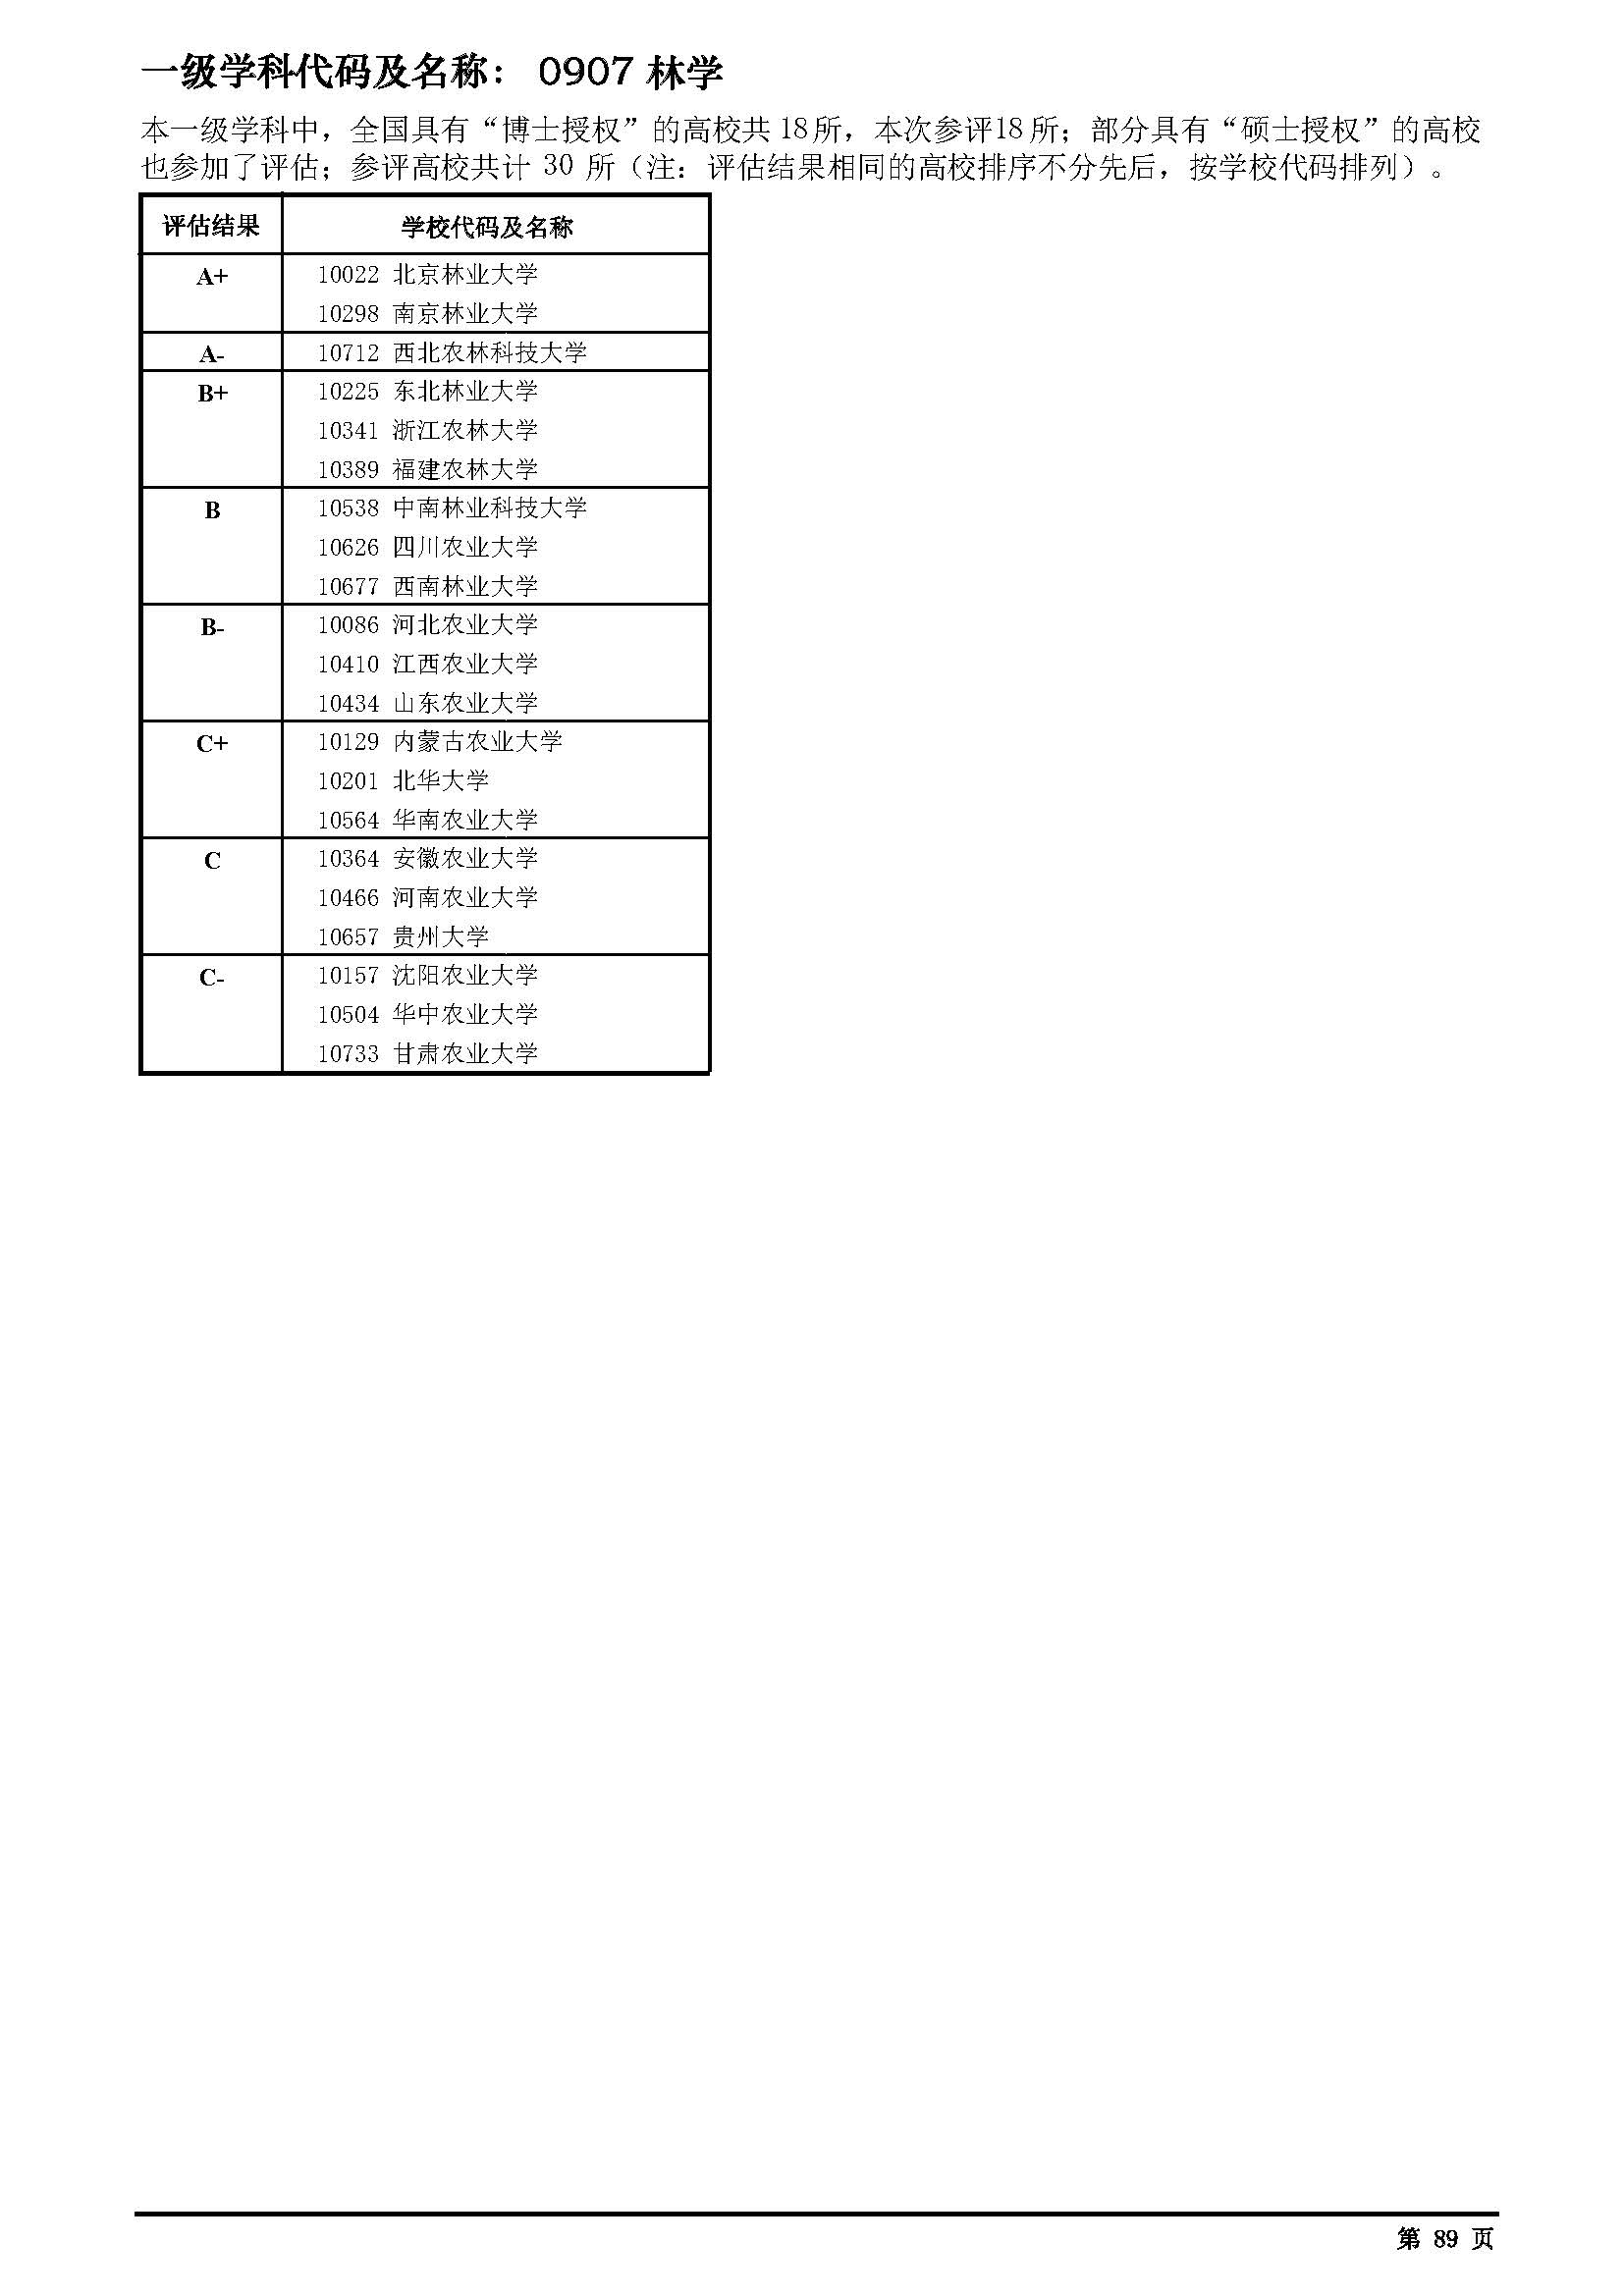 一级学科代码及名称： 0907 林学
本一级学科中，全国具有“博士授权”的高校共 18 所，本次参评18 所；部分具有“硕士授权”的高校
也参加了评估；参评高校共计 30 所（注：评估结果相同的高校排序不分先后，按学校代码排列）。
评估结果 学校代码及名称
A+ 10022 北京林业大学
10298 南京林业大学
A- 10712 西北农林科技大学
B+ 10225 东北林业大学
10341 浙江农林大学
10389 福建农林大学
B 10538 中南林业科技大学
10626 四川农业大学
10677 西南林业大学
B- 10086 河北农业大学
10410 江西农业大学
10434 山东农业大学
C+ 10129 内蒙古农业大学
10201 北华大学
10564 华南农业大学
C 10364 安徽农业大学
10466 河南农业大学
10657 贵州大学
C- 10157 沈阳农业大学
10504 华中农业大学
10733 甘肃农业大学
第 89 页